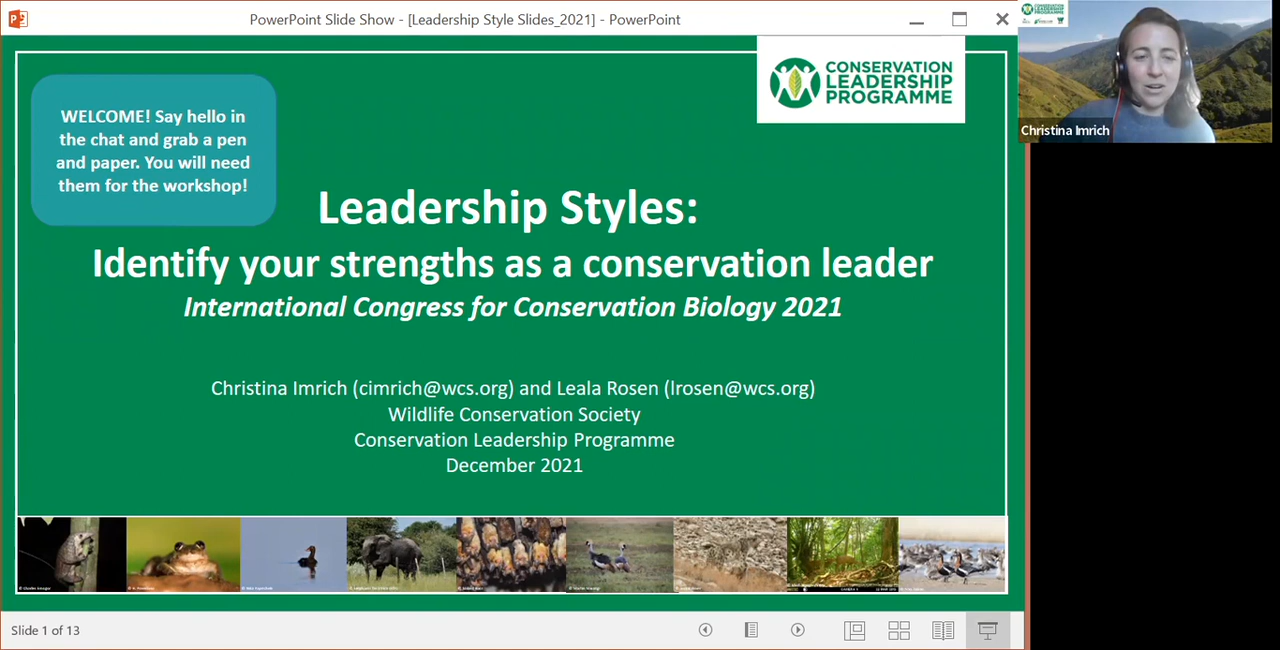 PowerPoint Slide Show - [Leadership Style Slides_2021] - PowerPoint
CONSERVATION
LEADERSHIP
PROGRAMME
WELCOME! Say hello in
the chat and grab a pen
and paper. You will need
them for the workshop!
Leadership Styles:
Identify your strengths as a conservation leader
International Congress for Conservation Biology 2021
Christina Imrich (cimrich@wcs.org) and Leala Rosen (lrosen@wcs.org)
Wildlife Conservation Society
Conservation Leadership Programme
December 2021
Slide 1 of 13
CONSERVATION
LEADERSHIP
PROGRAMME
Christina Imrich